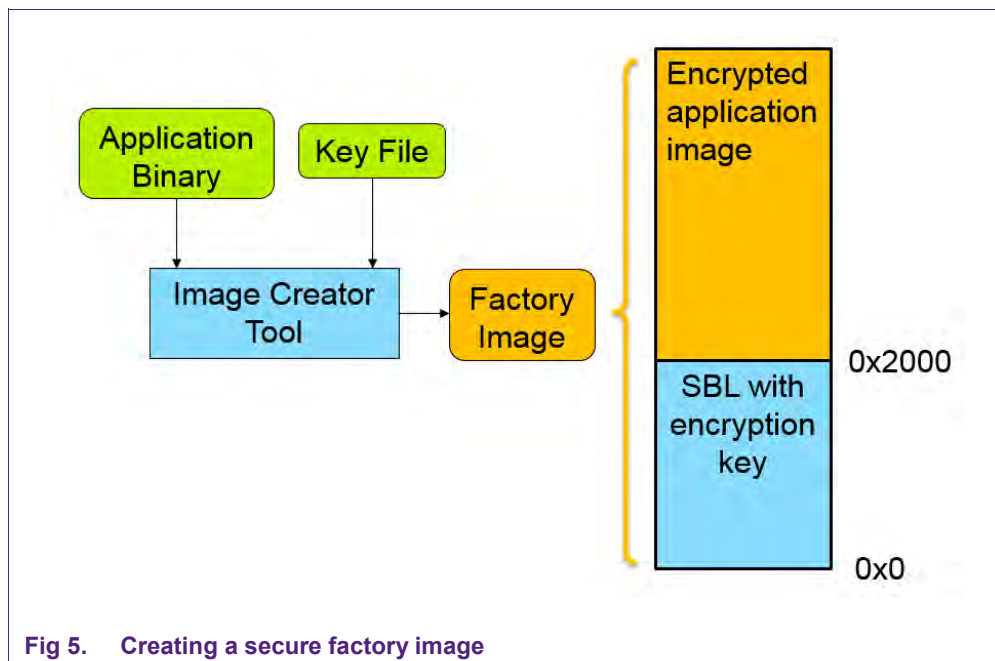 Application
Binary
Key File
Image Creator
Tool
Factory
Image
Encrypted
application
image
0x2000
SBL with
encryption
key
0x0
Fig 5. Creating a secure factory image